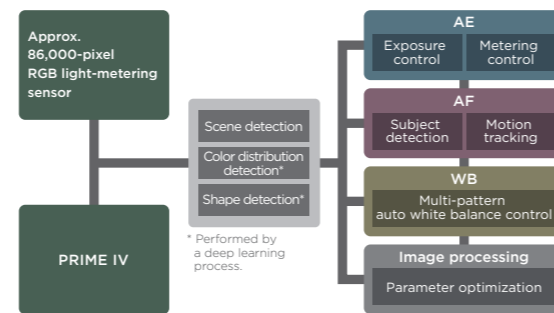 Approx.
86,000-pixel
RGB light-metering
sensor
PRIME IV
Scene detection
Color distribution
detection*
Shape detection*
* Performed by
a deep learning
process.
AE
Exposure
control
Metering
control
AF
Subject
detection
Motion
tracking
WB
Multi-pattern
auto white balance control
Image processing
Parameter optimization